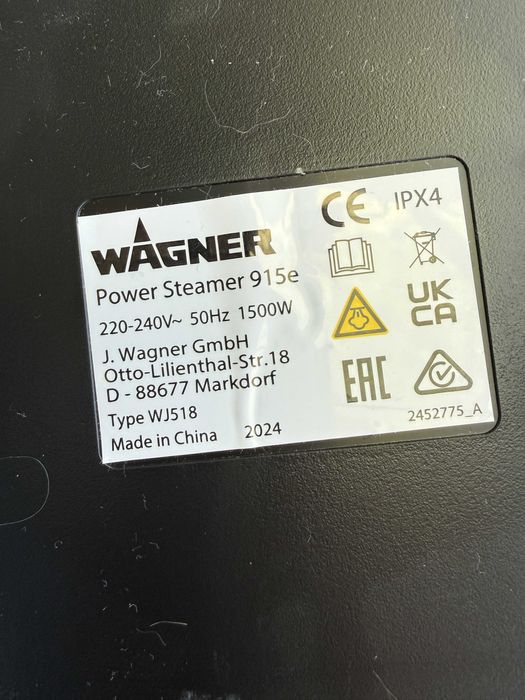 WAGNER
Power Steamer 915e
220-240V~ 50Hz 1500W
J. Wagner GmbH
Otto-Lilienthal-Str.18
D - 88677 Markdorf
Type WJ518
Made in China 2024
CE IPX4
UK
CA
EAC
2452775_A